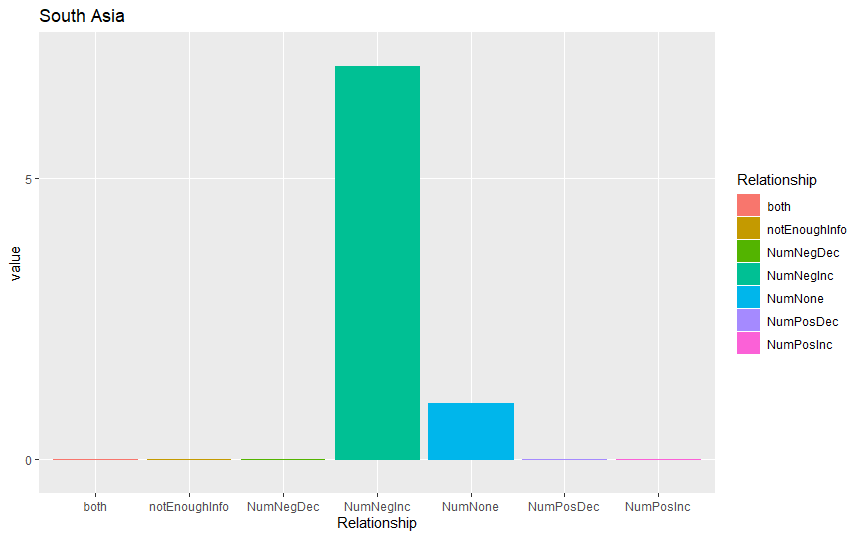 South Asia
value
5
0
both notEnoughInfo NumNegDec NumNegInc NumNone NumPosDec NumPosInc
Relationship
Relationship
both
notEnoughInfo
NumNegDec
NumNegInc
NumNone
NumPosDec
NumPosInc